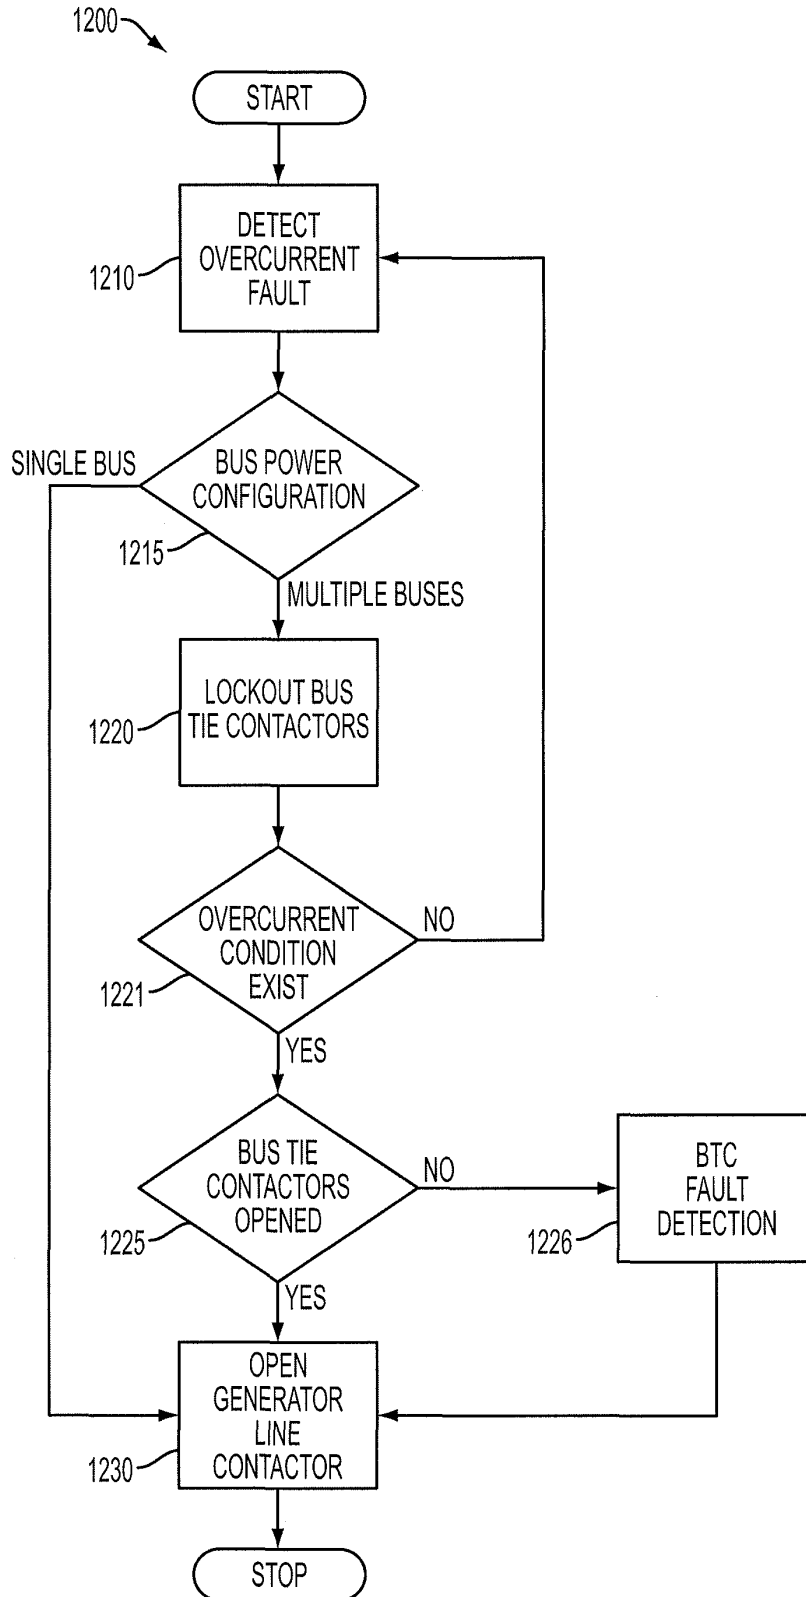 1200
START
DETECT
OVERCURRENT
FAULT
1210
SINGLE BUS
BUS POWER
CONFIGURATION
1215
MULTIPLE BUSES
LOCKOUT BUS
TIE CONTACTORS
1220
OVERCURRENT
CONDITION
EXIST
NO
1221
YES
BUS TIE
CONTACTORS
OPENED
NO
1225
BTC
FAULT
DETECTION
1226
YES
OPEN
GENERATOR
LINE
CONTACTOR
1230
STOP